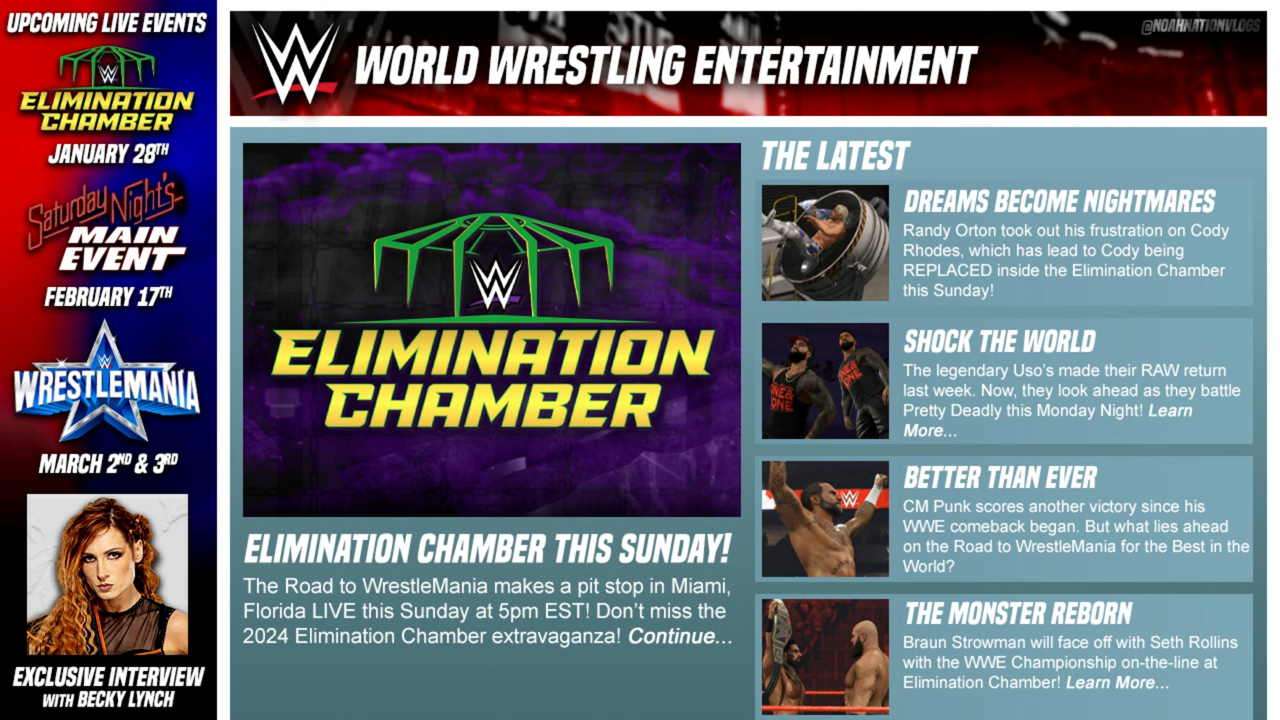 UPCOMING LIVE EVENTS
W
ELIMINATION
CHAMBER
JANUARY 28TH
Saturday Night's
MAIN
EVENT
FEBRUARY 17TH
W
WRESTLEMANIA
MARCH 2ND & 3RD
EXCLUSIVE INTERVIEW
WITH BECKY LYNCH
@NOAHNATIONVLOGS
W WORLD WRESTLING ENTERTAINMENT
W
ELIMINATION
CHAMBER
ELIMINATION CHAMBER THIS SUNDAY!
The Road to WrestleMania makes a pit stop in Miami,
Florida LIVE this Sunday at 5pm EST! Don't miss the
2024 Elimination Chamber extravaganza! Continue...
THE LATEST
DREAMS BECOME NIGHTMARES
Randy Orton took out his frustration on Cody
Rhodes, which has lead to Cody being
REPLACED inside the Elimination Chamber
this Sunday!
SHOCK THE WORLD
The legendary Uso's made their RAW return
last week. Now, they look ahead as they battle
Pretty Deadly this Monday Night! Learn
More...
BETTER THAN EVER
CM Punk scores another victory since his
WWE comeback began. But what lies ahead
on the Road to WrestleMania for the Best in the
World?
THE MONSTER REBORN
Braun Strowman will face off with Seth Rollins
with the WWE Championship on-the-line at
Elimination Chamber! Learn More...